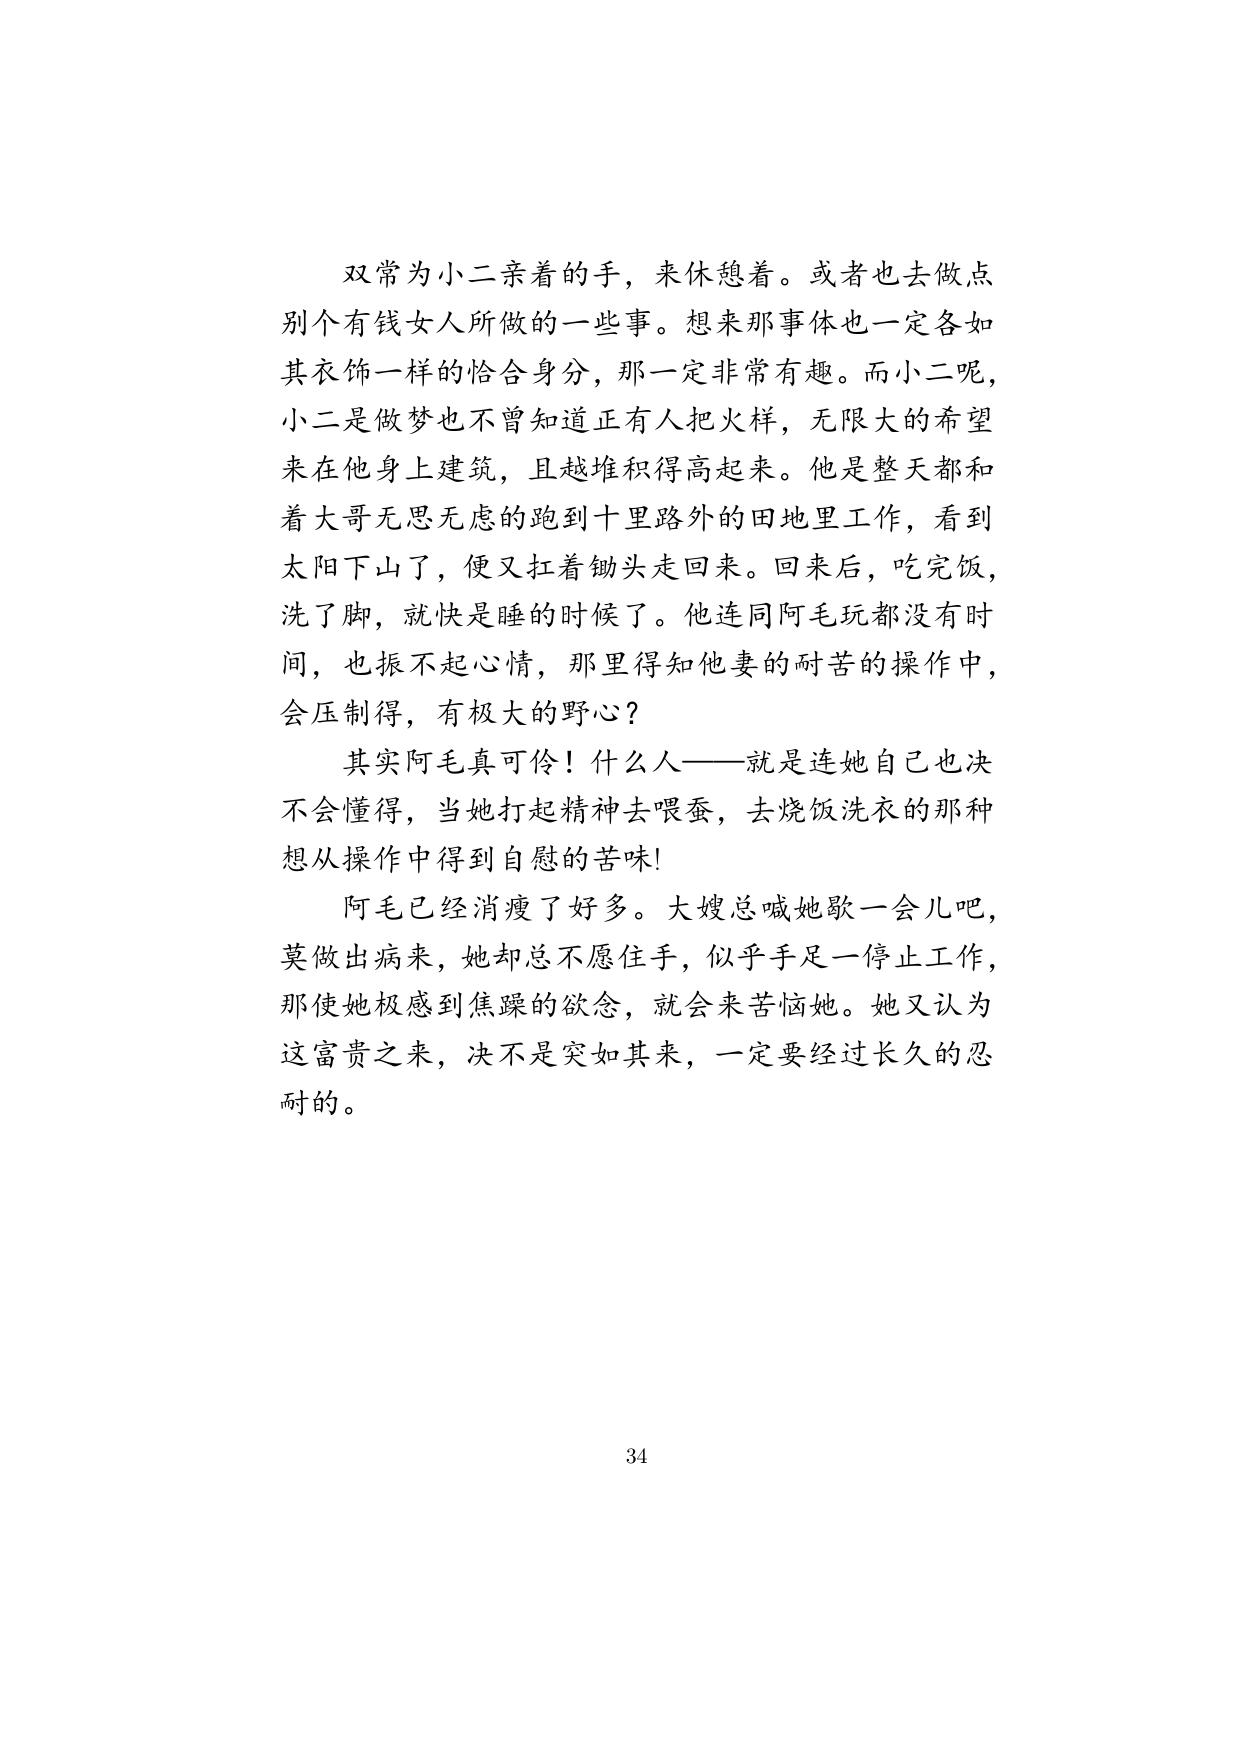 双常为小二亲着的手，来休憩着。或者也去做点
别个有钱女人所做的一些事。想来那事体也一定各如
其衣饰一样的恰合身分，那一定非常有趣。而小二呢，
小二是做梦也不曾知道正有人把火样，无限大的希望
来在他身上建筑，且越堆积得高起来。他是整天都和
着大哥无思无虑的跑到十里路外的田地里工作，看到
太阳下山了，便又扛着锄头走回来。回来后，吃完饭，
洗了脚，就快是睡的时候了。他连同阿毛玩都没有时
间，也振不起心情，那里得知他妻的耐苦的操作中，
会压制得，有极大的野心？
其实阿毛真可伶！什么人——就是连她自己也决
不会懂得，当她打起精神去喂蚕，去烧饭洗衣的那种
想从操作中得到自慰的苦味！
阿毛已经消瘦了好多。大嫂总喊她歇一会儿吧，
莫做出病来，她却总不愿住手，似乎手足一停止工作，
那使她极感到焦躁的欲念，就会来苦恼她。她又认为
这富贵之来，决不是突如其来，一定要经过长久的忍
耐的。
34